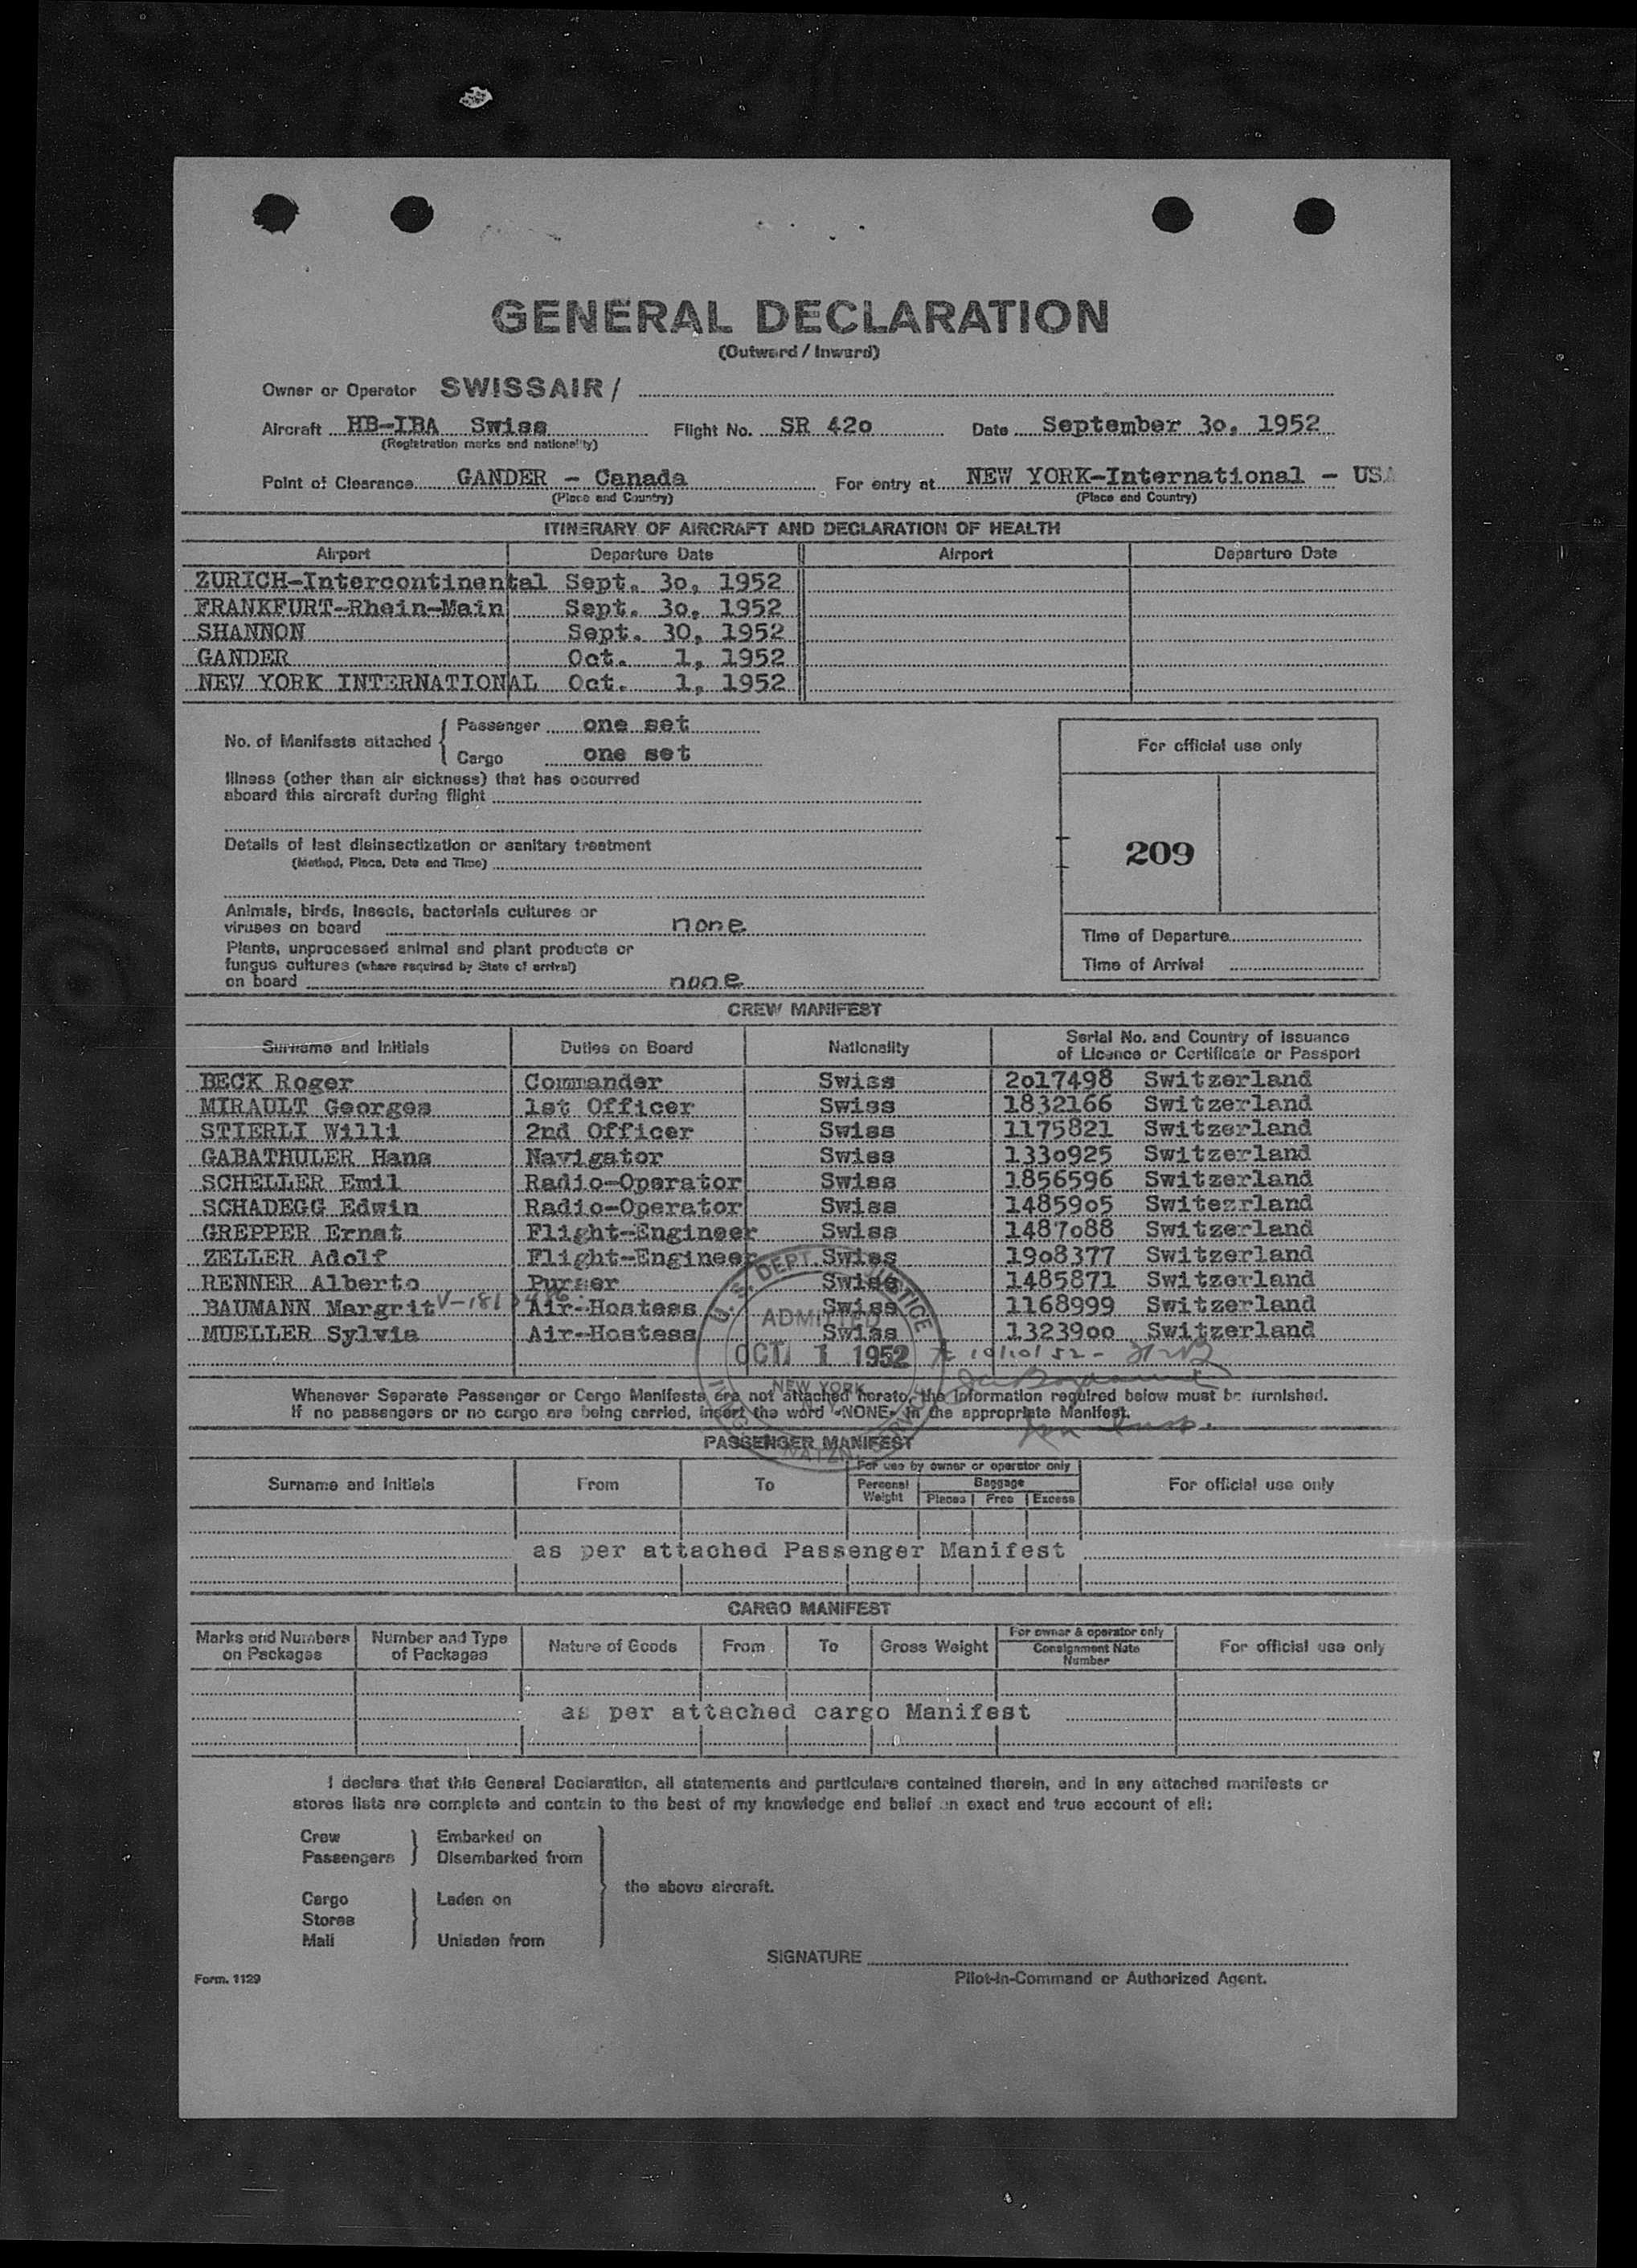 GENERAL DECLARATION
(Outward / Inward)
Owner or Operator SWISSAIR /
Aircraft HB-IBA Swiss Flight No. SR 42o Date September 3o, 1952
(Registration marks and nationality)
Point of Clearance GANDER - Canada For entry at NEW YORK-International - USA
(Place and Country) (Place and Country)
ITINERARY OF AIRCRAFT AND DECLARATION OF HEALTH
Airport Departure Date Airport Departure Date
ZURICH-Intercontinental Sept. 3o, 1952
FRANKFURT-Rhein-Main Sept. 3o, 1952
SHANNON Sept. 30, 1952
GANDER Oct. 1, 1952
NEW YORK INTERNATIONAL Oct. 1, 1952
No. of Manifests attached { Passenger one set
Cargo one set
For official use only
Illness (other than air sickness) that has occurred
aboard this aircraft during flight
Details of last disinsectization or sanitary treatment
(Method, Place, Date and Time)
209
Animals, birds, insects, bacterials cultures or
viruses on board none
Plants, unprocessed animal and plant products or
fungus cultures (where required by State of arrival)
on board none
Time of Departure
Time of Arrival
CREW MANIFEST
Surname and Initials Duties on Board Nationality Serial No. and Country of Issuance
of Licence or Certificate or Passport
BECK Roger Commander Swiss 2o17498 Switzerland
MIRAULT Georges 1st Officer Swiss 1832166 Switzerland
STIERLI Willi 2nd Officer Swiss 1175821 Switzerland
GABATHULER Hans Navigator Swiss 133o925 Switzerland
SCHELLER Emil Radio-Operator Swiss 1856596 Switzerland
SCHADEGG Edwin Radio-Operator Swiss 14859o5 Switezrland
GREPPER Ernst Flight-Engineer Swiss 1487o88 Switzerland
ZELLER Adolf Flight-Engineer Swiss 19o8377 Switzerland
RENNER Alberto Purser Swiss 1485871 Switzerland
BAUMANN Margrit Air-Hostess Swiss 1168999 Switzerland
MUELLER Sylvia Air-Hostess Swiss 13239oo Switzerland
U. S. DEPT. JUSTICE
ADMITTED
OCT 1 1952
NEW YORK
10/10/52 -
Whenever Separate Passenger or Cargo Manifests are not attached hereto, the information required below must be furnished.
If no passengers or no cargo are being carried, insert the word «NONE» in the appropriate Manifest.
PASSENGER MANIFEST
Surname and Initials From To For use by owner or operator only For official use only
Personal Weight Baggage
Pieces Free Excess
as per attached Passenger Manifest
CARGO MANIFEST
Marks and Numbers on Packages Number and Type of Packages Nature of Goods From To Gross Weight For owner & operator only Consignment Note Number For official use only
as per attached cargo Manifest
I declare that this General Declaration, all statements and particulars contained therein, and in any attached manifests or
stores lists are complete and contain to the best of my knowledge and belief an exact and true account of all:
Crew } Embarked on
Passengers } Disembarked from
the above aircraft.
Cargo } Laden on
Stores
Mail } Unladen from
SIGNATURE
Form. 1129 Pilot-in-Command or Authorized Agent.